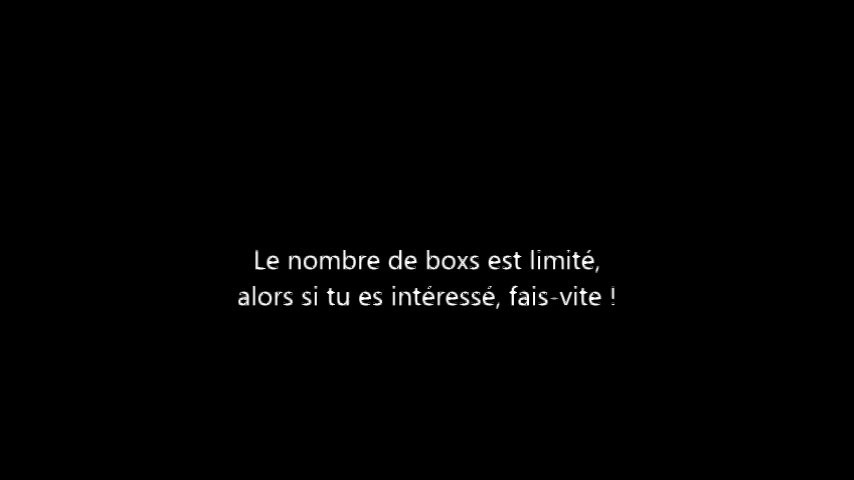 Le nombre de boxs est limité,
alors si tu es intéressé, fais-vite !